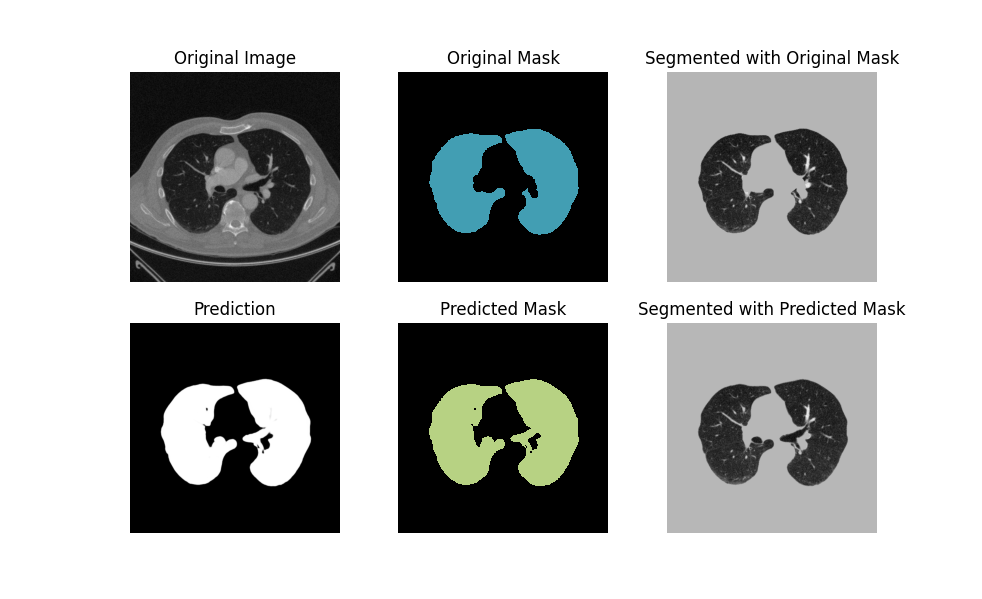 Original Image
Original Mask
Segmented with Original Mask
Prediction
Predicted Mask
Segmented with Predicted Mask